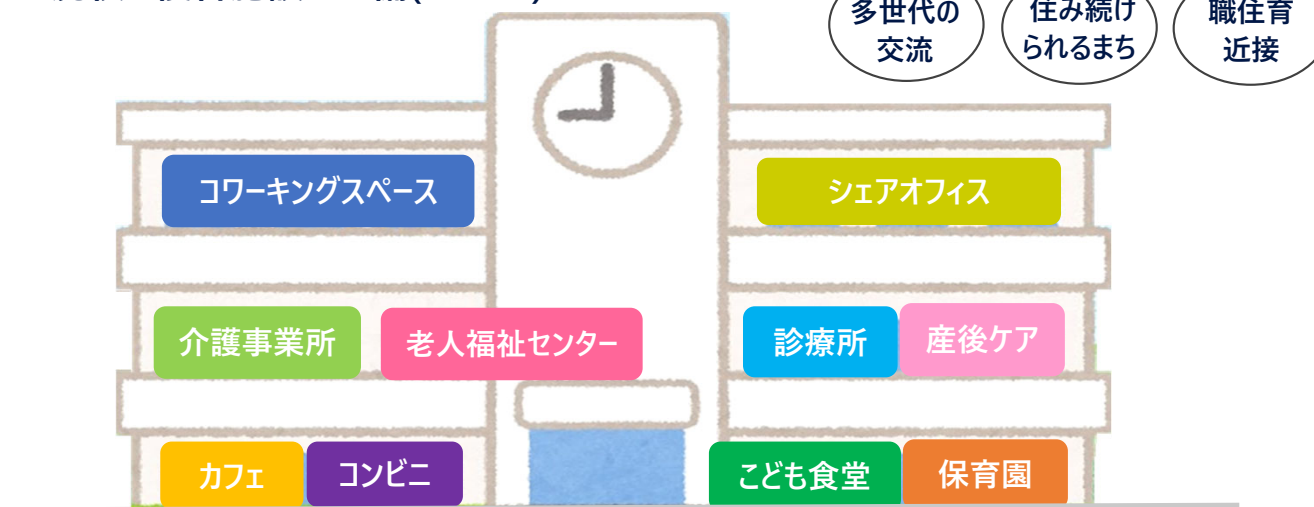 多世代の
交流
住み続け
られるまち
職住育
近接
コワーキングスペース
シェアオフィス
介護事業所
老人福祉センター
診療所
産後ケア
カフェ
コンビニ
こども食堂
保育園